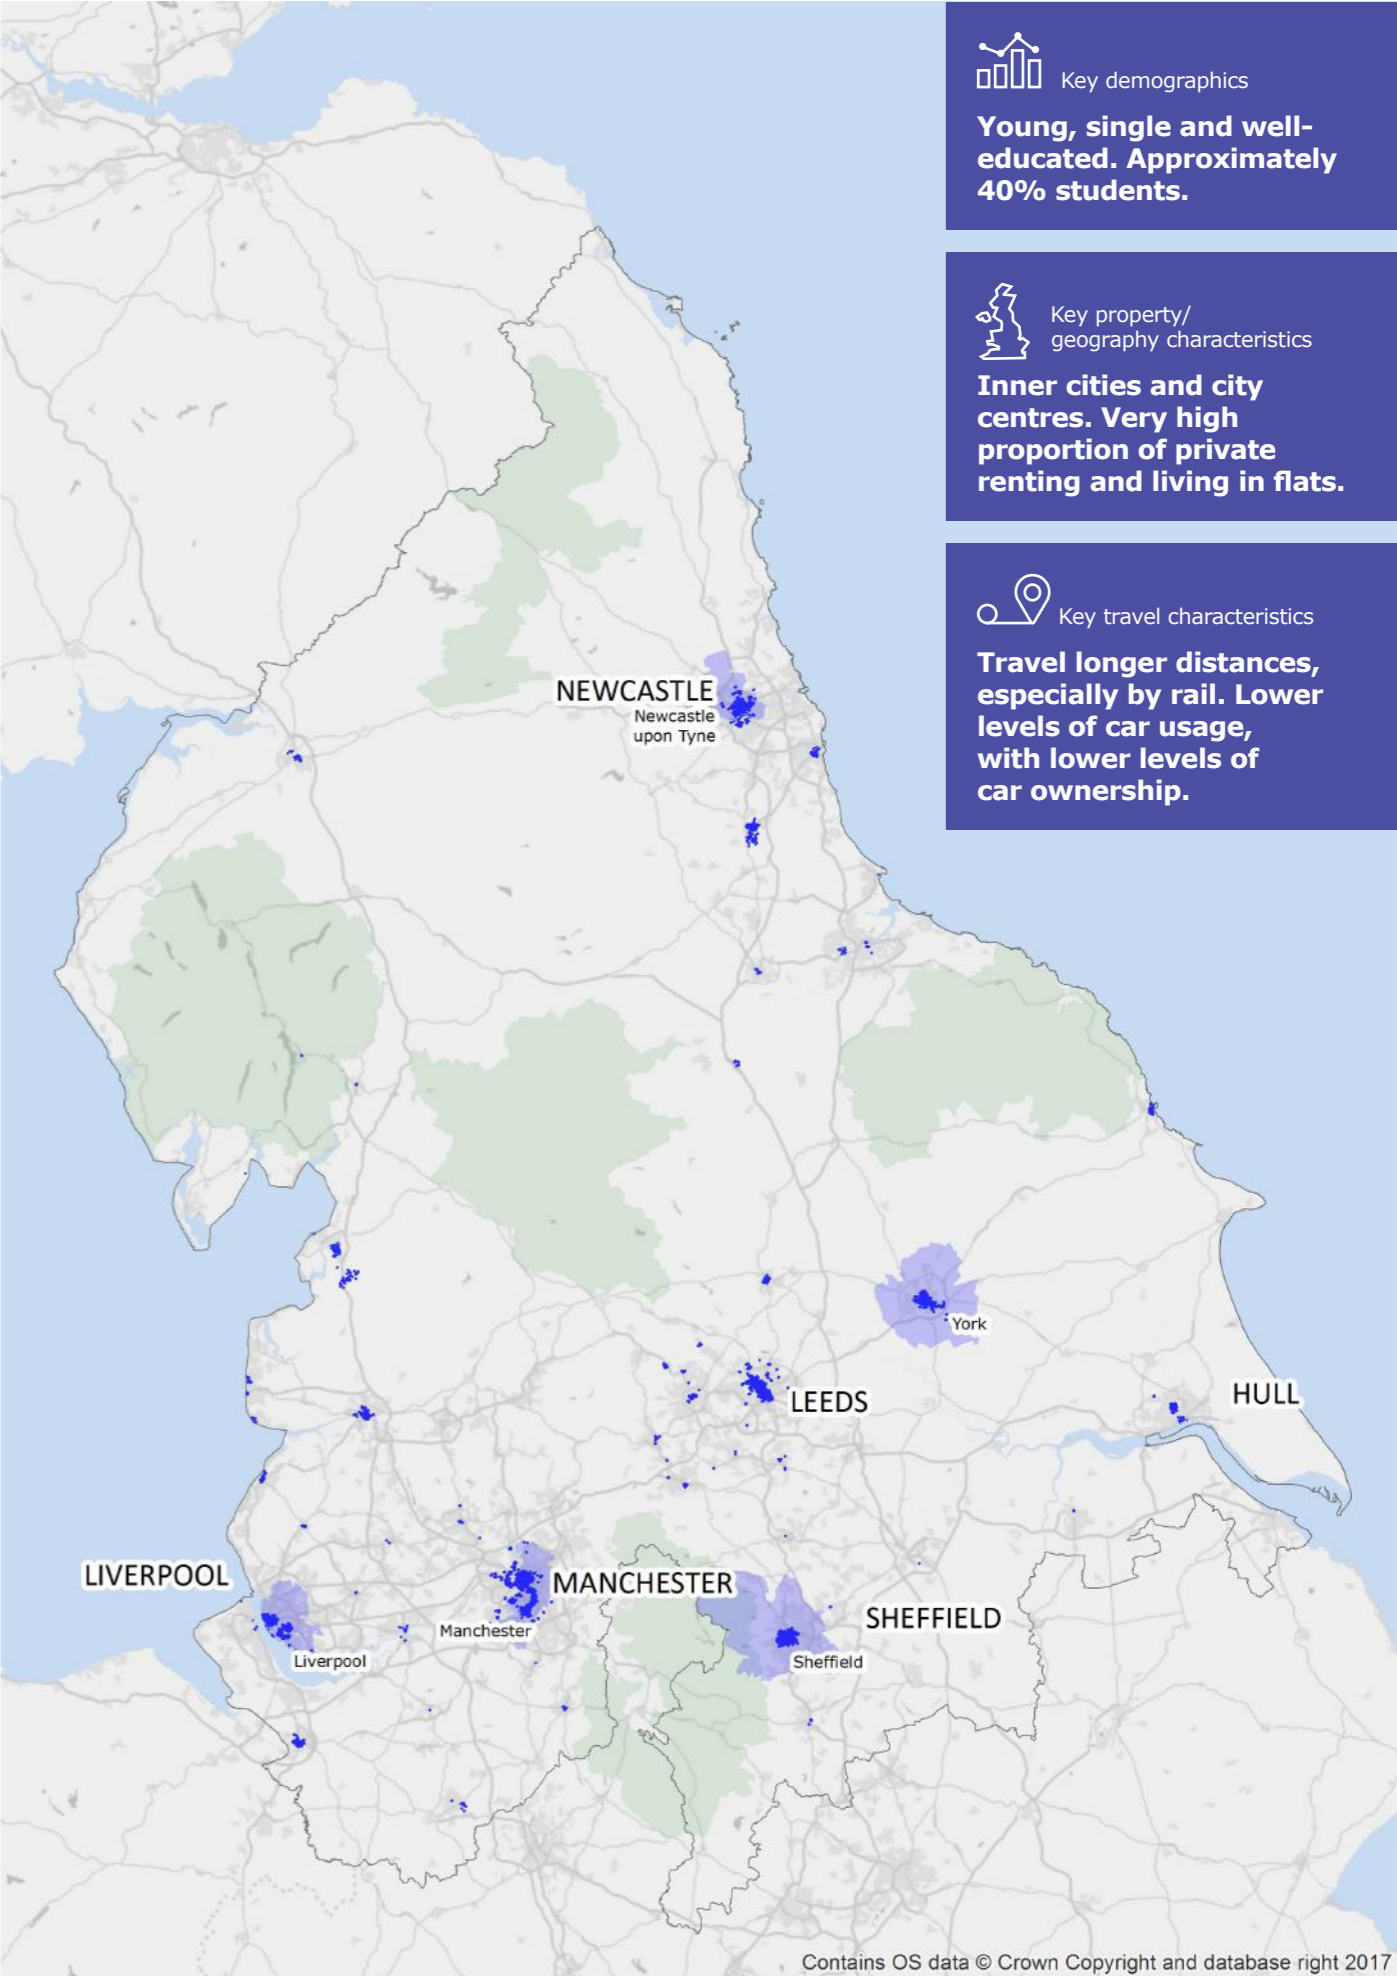 Key demographics
Young, single and well-
educated. Approximately
40% students.
Key property/
geography characteristics
Inner cities and city
centres. Very high
proportion of private
renting and living in flats.
Key travel characteristics
Travel longer distances,
especially by rail. Lower
levels of car usage,
with lower levels of
car ownership.
NEWCASTLE
Newcastle
upon Tyne
York
LEEDS
HULL
LIVERPOOL
MANCHESTER
SHEFFIELD
Manchester
Liverpool
Sheffield
Contains OS data © Crown Copyright and database right 2017